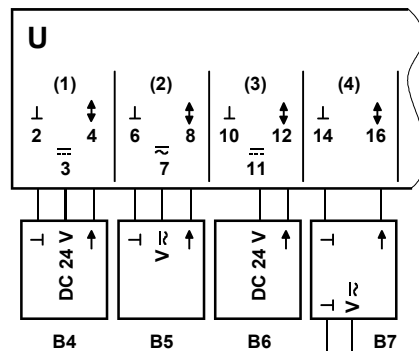 U
(1) (2) (3) (4)
⊥ ↕ ⊥ ↕ ⊥ ↕ ⊥ ↕
2 4 6 8 10 12 14 16
⎓ ≂ ⎓
3 7 11
⊥ DC 24 V ↑ ⊥ V≂ ↑ DC 24 V ↑ ⊥ ↑
⊥ V≂
B4 B5 B6 B7